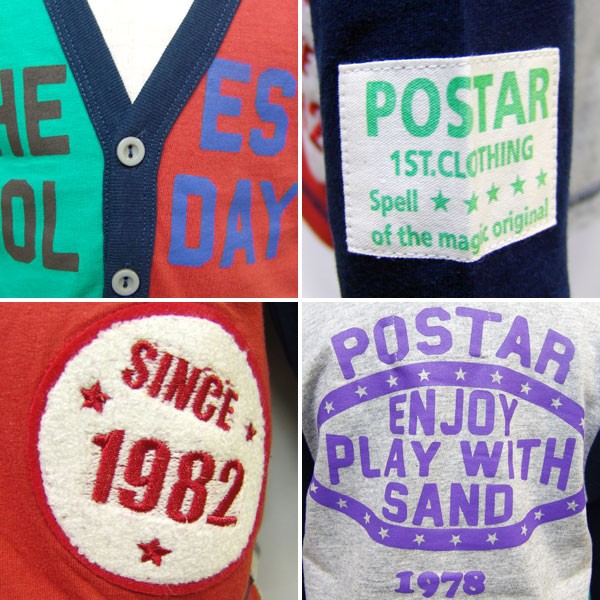 HE ES
OL DAY
POSTAR
1ST.CLOTHING
Spell
of the magic original
SINCE
1982
POSTAR
ENJOY
PLAY WITH
SAND
1978